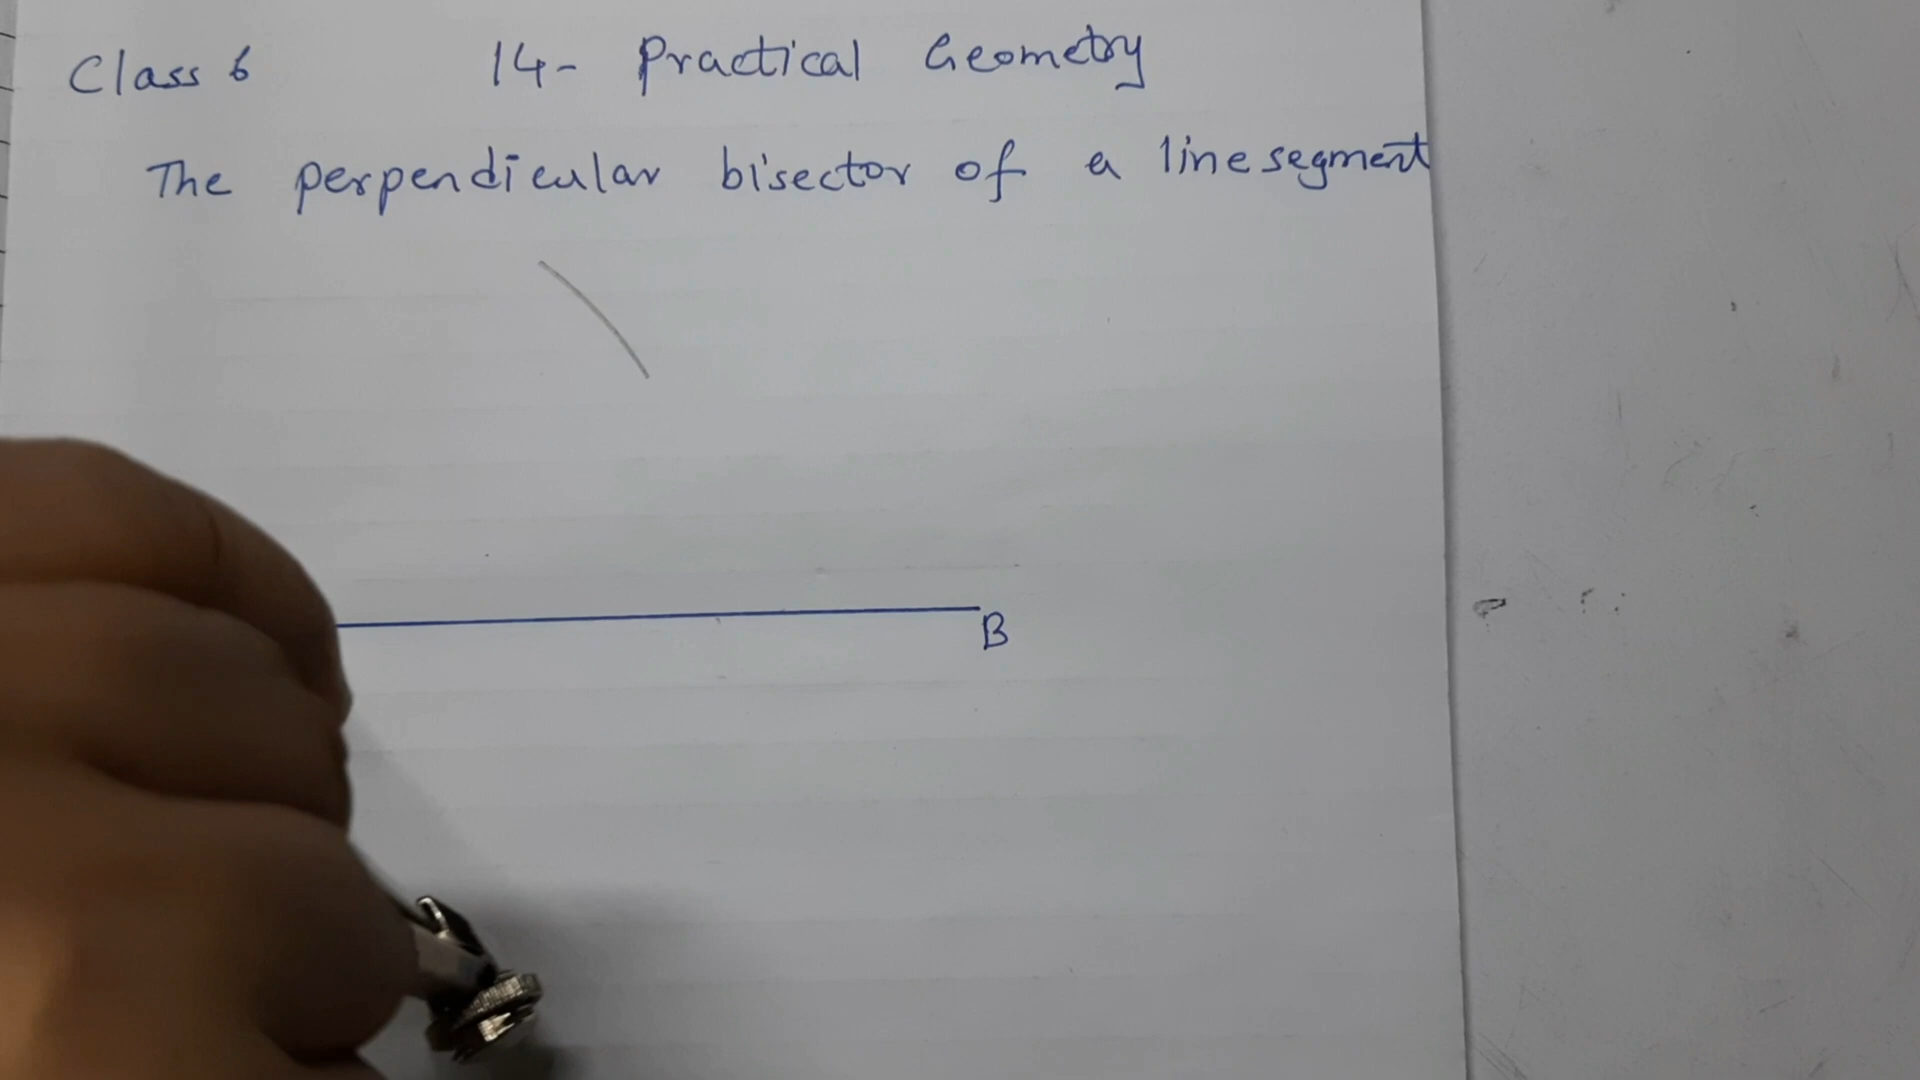 Class 6 14- Practical Geometry
The perpendicular bisector of a line segment
B